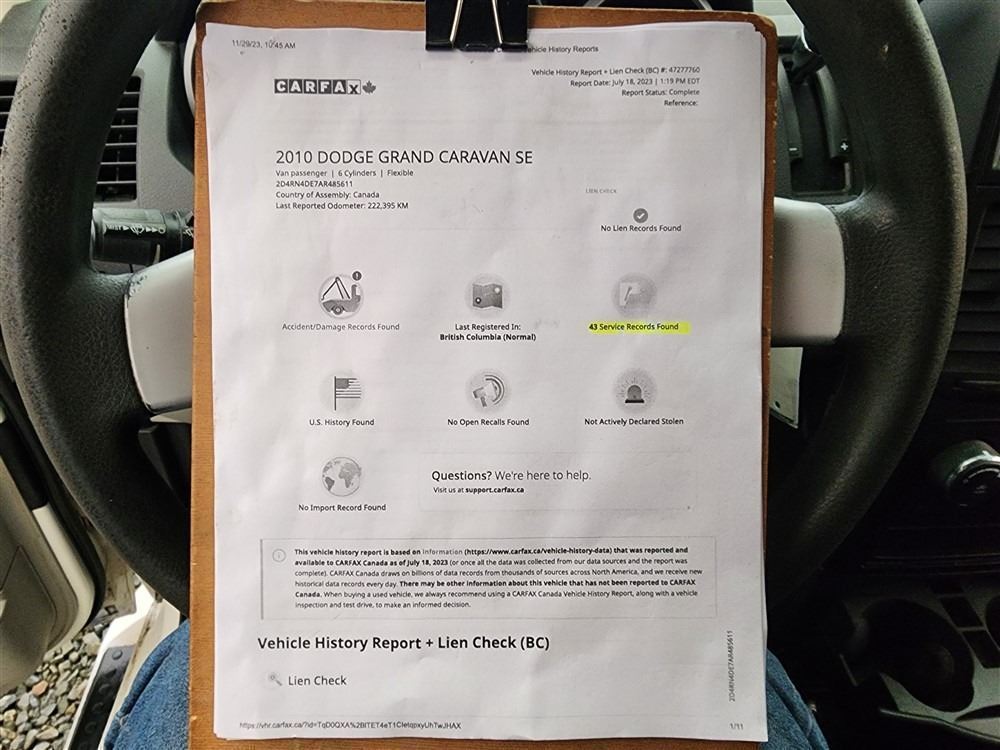 11/29/23, 10:45 AM
Vehicle History Reports
CARFAX
Vehicle History Report + Lien Check (BC) #: 47277760
Report Date: July 18, 2023 | 1:19 PM EDT
Report Status: Complete
Reference:
2010 DODGE GRAND CARAVAN SE
Van passenger | 6 Cylinders | Flexible
2D4RN4DE7AR485611
Country of Assembly: Canada
Last Reported Odometer: 222,395 KM
LIEN CHECK
No Lien Records Found
Accident/Damage Records Found
Last Registered In:
British Columbia (Normal)
43 Service Records Found
U.S. History Found
No Open Recalls Found
Not Actively Declared Stolen
No Import Record Found
Questions? We're here to help.
Visit us at support.carfax.ca
This vehicle history report is based on information (https://www.carfax.ca/vehicle-history-data) that was reported and
available to CARFAX Canada as of July 18, 2023 (or once all the data was collected from our data sources and the report was
complete). CARFAX Canada draws on billions of data records from thousands of sources across North America, and we receive new
historical data records every day. There may be other information about this vehicle that has not been reported to CARFAX
Canada. When buying a used vehicle, we always recommend using a CARFAX Canada Vehicle History Report, along with a vehicle
inspection and test drive, to make an informed decision.
Vehicle History Report + Lien Check (BC)
Lien Check
2D4RN4DE7AR485611
https://vhr.carfax.ca/?id=TqD0QXA%2BITET4eT1CIetqpxyUhTwJHAX
1/11